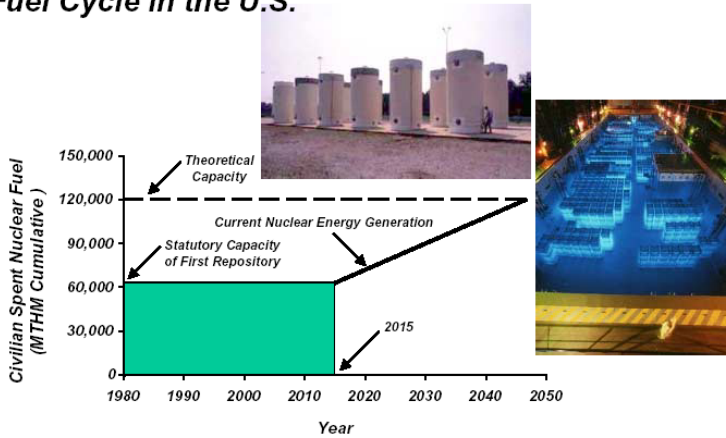 Fuel Cycle in the U.S.
150,000
120,000
90,000
60,000
30,000
0
Civilian Spent Nuclear Fuel
(MTHM Cumulative )
Theoretical
Capacity
Current Nuclear Energy Generation
Statutory Capacity
of First Repository
2015
1980 1990 2000 2010 2020 2030 2040 2050
Year